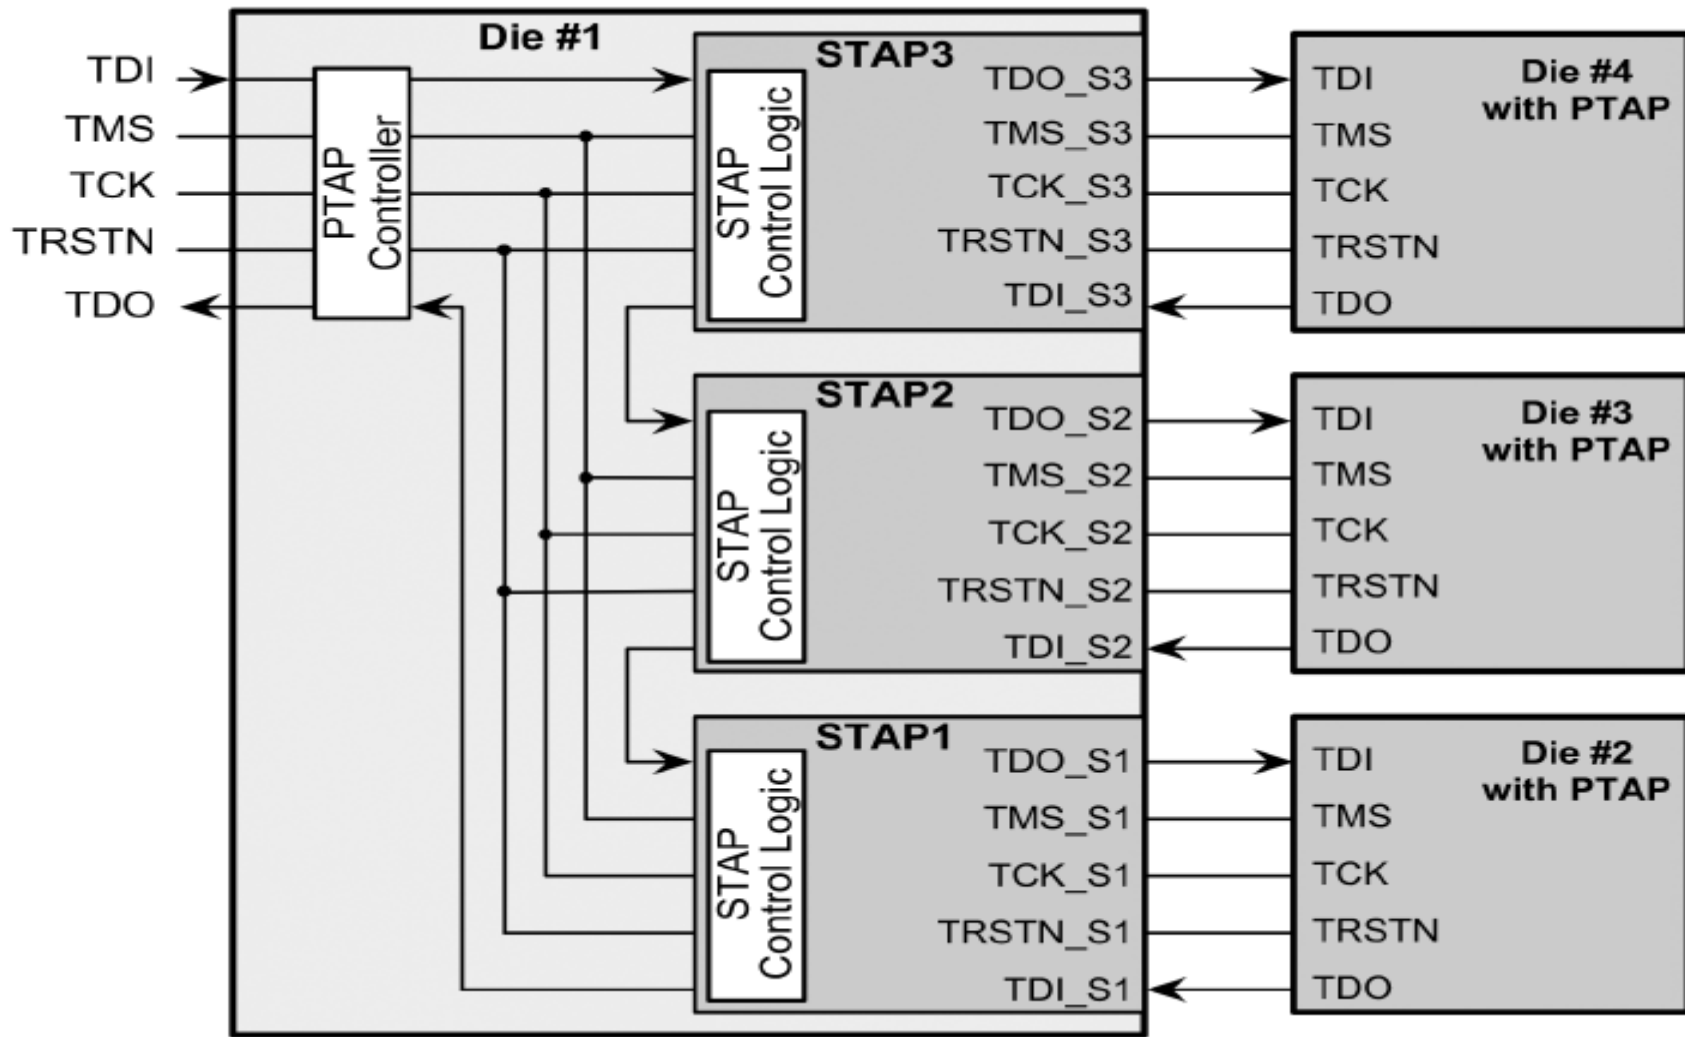 Die #1
TDI
TMS
TCK
TRSTN
TDO
PTAP
Controller
STAP3
STAP
Control Logic
TDO_S3
TMS_S3
TCK_S3
TRSTN_S3
TDI_S3
Die #4
with PTAP
TDI
TMS
TCK
TRSTN
TDO
STAP2
STAP
Control Logic
TDO_S2
TMS_S2
TCK_S2
TRSTN_S2
TDI_S2
Die #3
with PTAP
TDI
TMS
TCK
TRSTN
TDO
STAP1
STAP
Control Logic
TDO_S1
TMS_S1
TCK_S1
TRSTN_S1
TDI_S1
Die #2
with PTAP
TDI
TMS
TCK
TRSTN
TDO